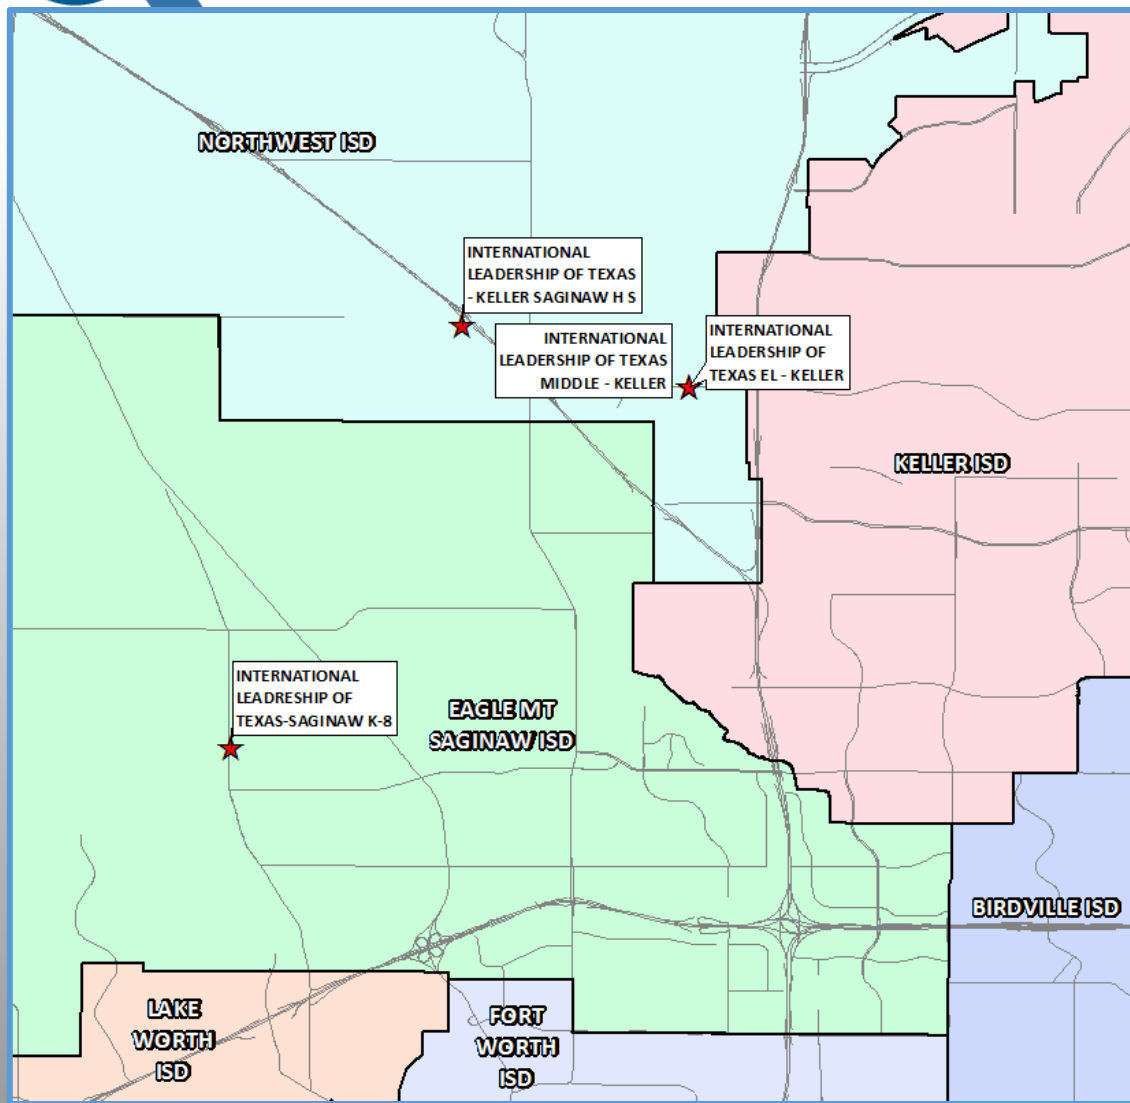 NORTHWEST ISD
INTERNATIONAL
LEADERSHIP OF TEXAS
- KELLER SAGINAW H S
INTERNATIONAL
LEADERSHIP OF TEXAS
MIDDLE - KELLER
INTERNATIONAL
LEADERSHIP OF
TEXAS EL - KELLER
KELLER ISD
INTERNATIONAL
LEADRESHIP OF
TEXAS-SAGINAW K-8
EAGLE MT
SAGINAW ISD
BIRDVILLE ISD
LAKE
WORTH
ISD
FORT
WORTH
ISD